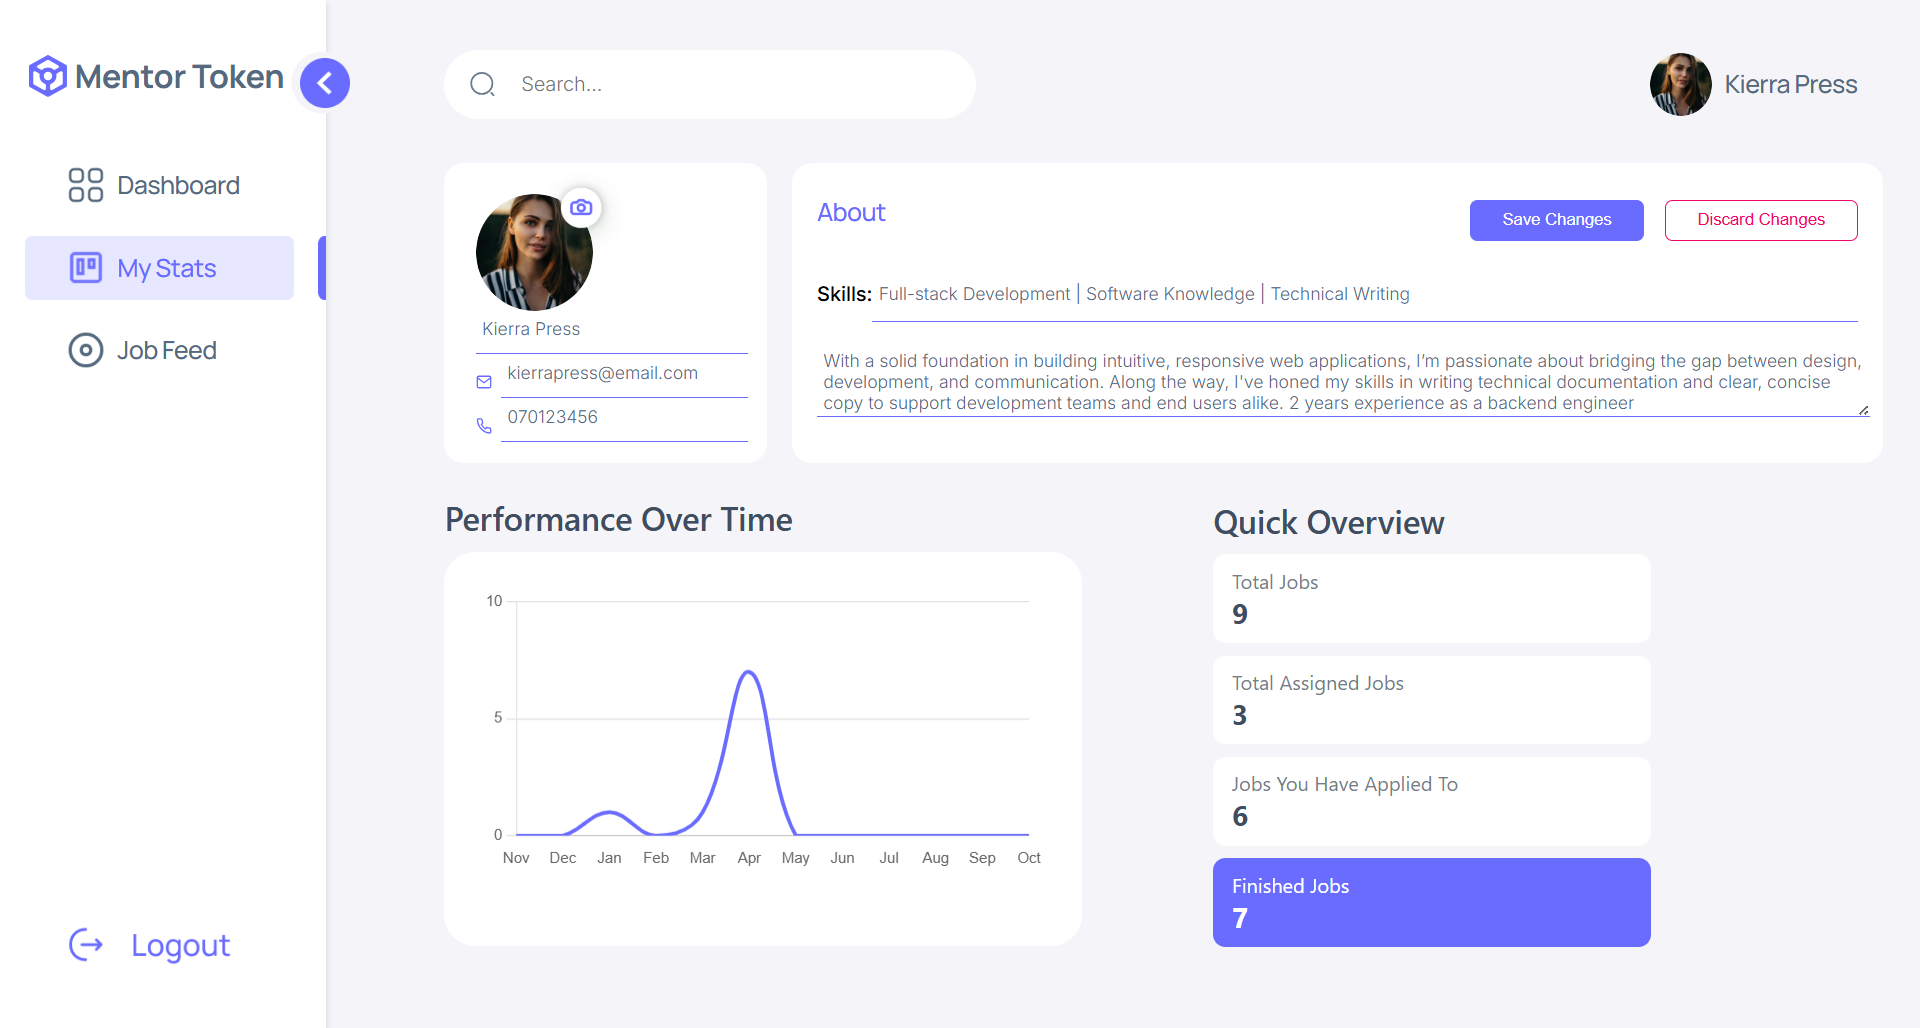 Mentor Token
Search...
Kierra Press
Dashboard
My Stats
Job Feed
Logout
Kierra Press
kierrapress@email.com
070123456
About
Save Changes
Discard Changes
Skills: Full-stack Development | Software Knowledge | Technical Writing
With a solid foundation in building intuitive, responsive web applications, I’m passionate about bridging the gap between design,
development, and communication. Along the way, I've honed my skills in writing technical documentation and clear, concise
copy to support development teams and end users alike. 2 years experience as a backend engineer
Performance Over Time
10
5
0
Nov Dec Jan Feb Mar Apr May Jun Jul Aug Sep Oct
Quick Overview
Total Jobs
9
Total Assigned Jobs
3
Jobs You Have Applied To
6
Finished Jobs
7